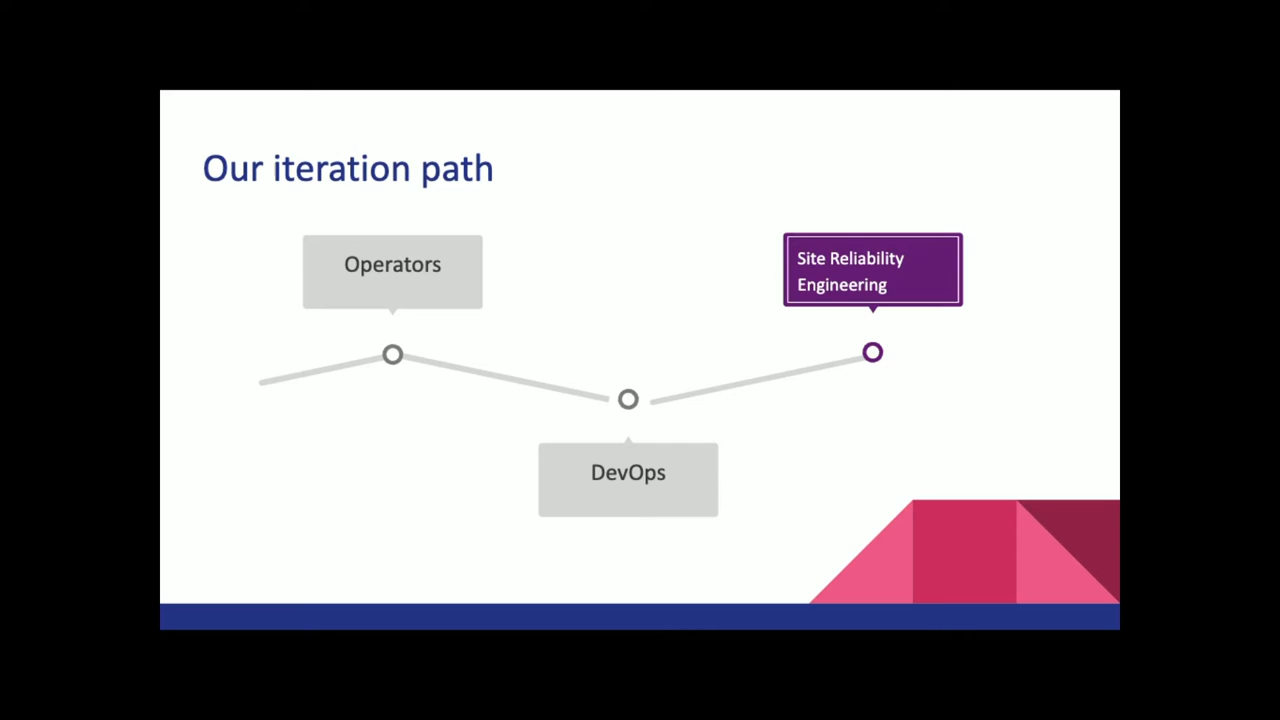 Our iteration path
Operators
Site Reliability
Engineering
DevOps